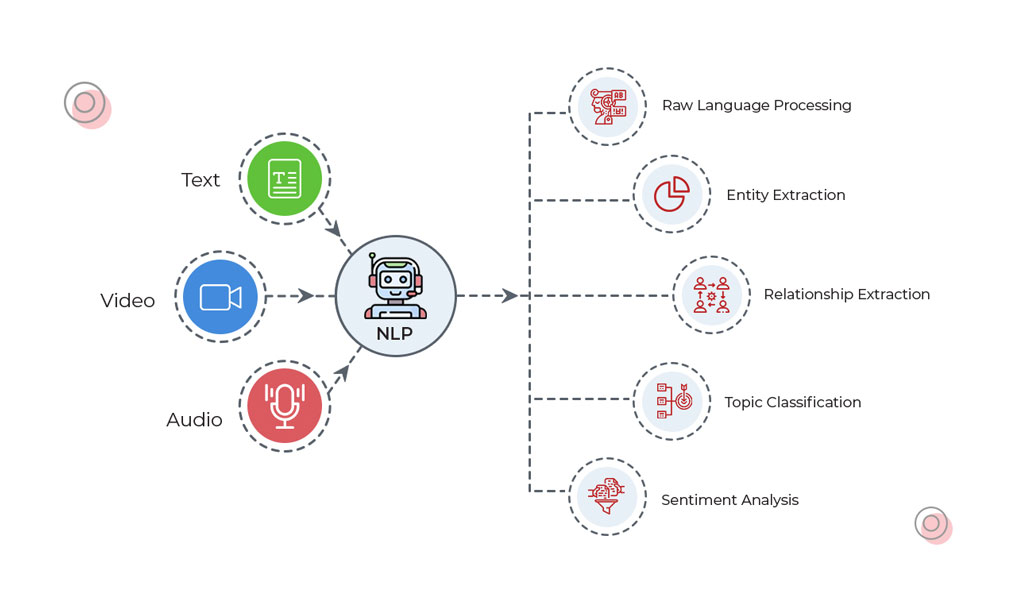 Text
Video
Audio
NLP
Raw Language Processing
Entity Extraction
Relationship Extraction
Topic Classification
Sentiment Analysis